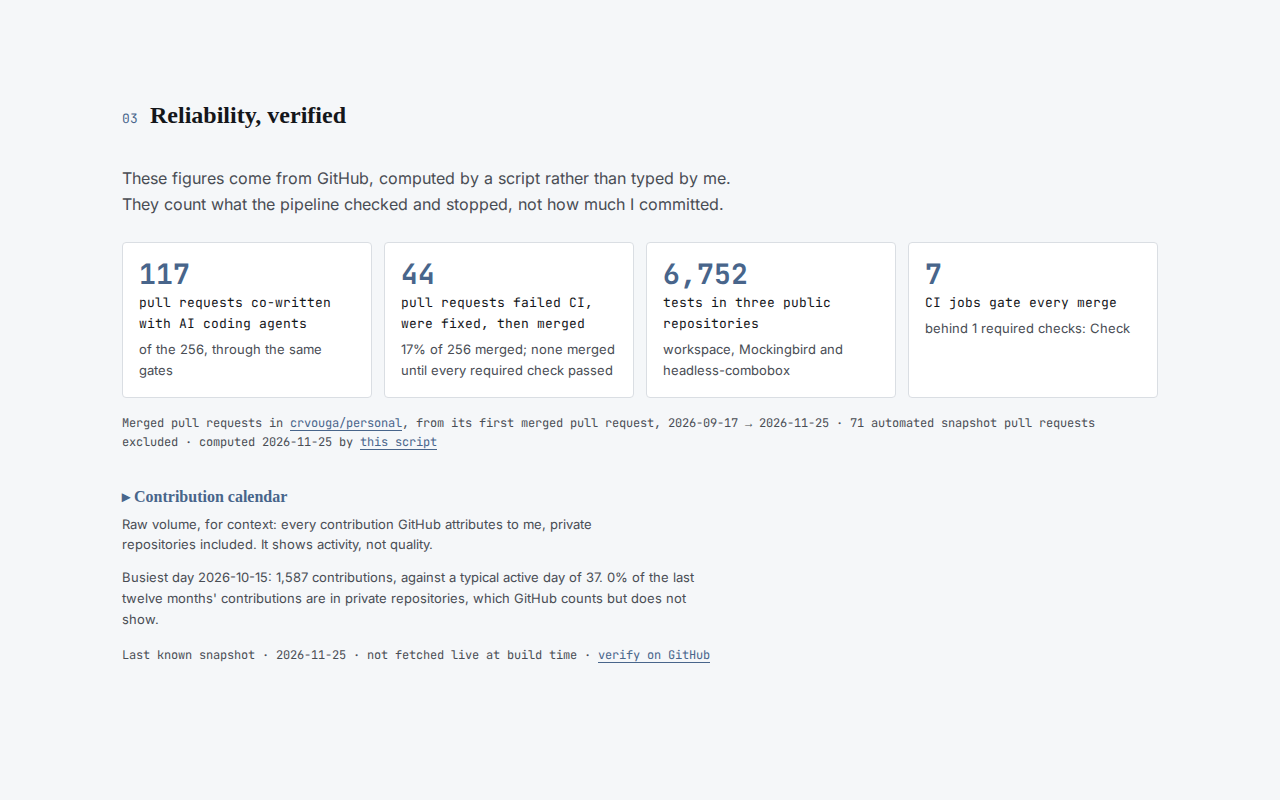 03 Reliability, verified
These figures come from GitHub, computed by a script rather than typed by me.
They count what the pipeline checked and stopped, not how much I committed.
117
pull requests co-written
with AI coding agents
of the 256, through the same
gates
44
pull requests failed CI,
were fixed, then merged
17% of 256 merged; none merged
until every required check passed
6,752
tests in three public
repositories
workspace, Mockingbird and
headless-combobox
7
CI jobs gate every merge
behind 1 required checks: Check
Merged pull requests in crvouga/personal, from its first merged pull request, 2026-09-17 → 2026-11-25 · 71 automated snapshot pull requests
excluded · computed 2026-11-25 by this script
▸ Contribution calendar
Raw volume, for context: every contribution GitHub attributes to me, private
repositories included. It shows activity, not quality.
Busiest day 2026-10-15: 1,587 contributions, against a typical active day of 37. 0% of the last
twelve months' contributions are in private repositories, which GitHub counts but does not
show.
Last known snapshot · 2026-11-25 · not fetched live at build time · verify on GitHub